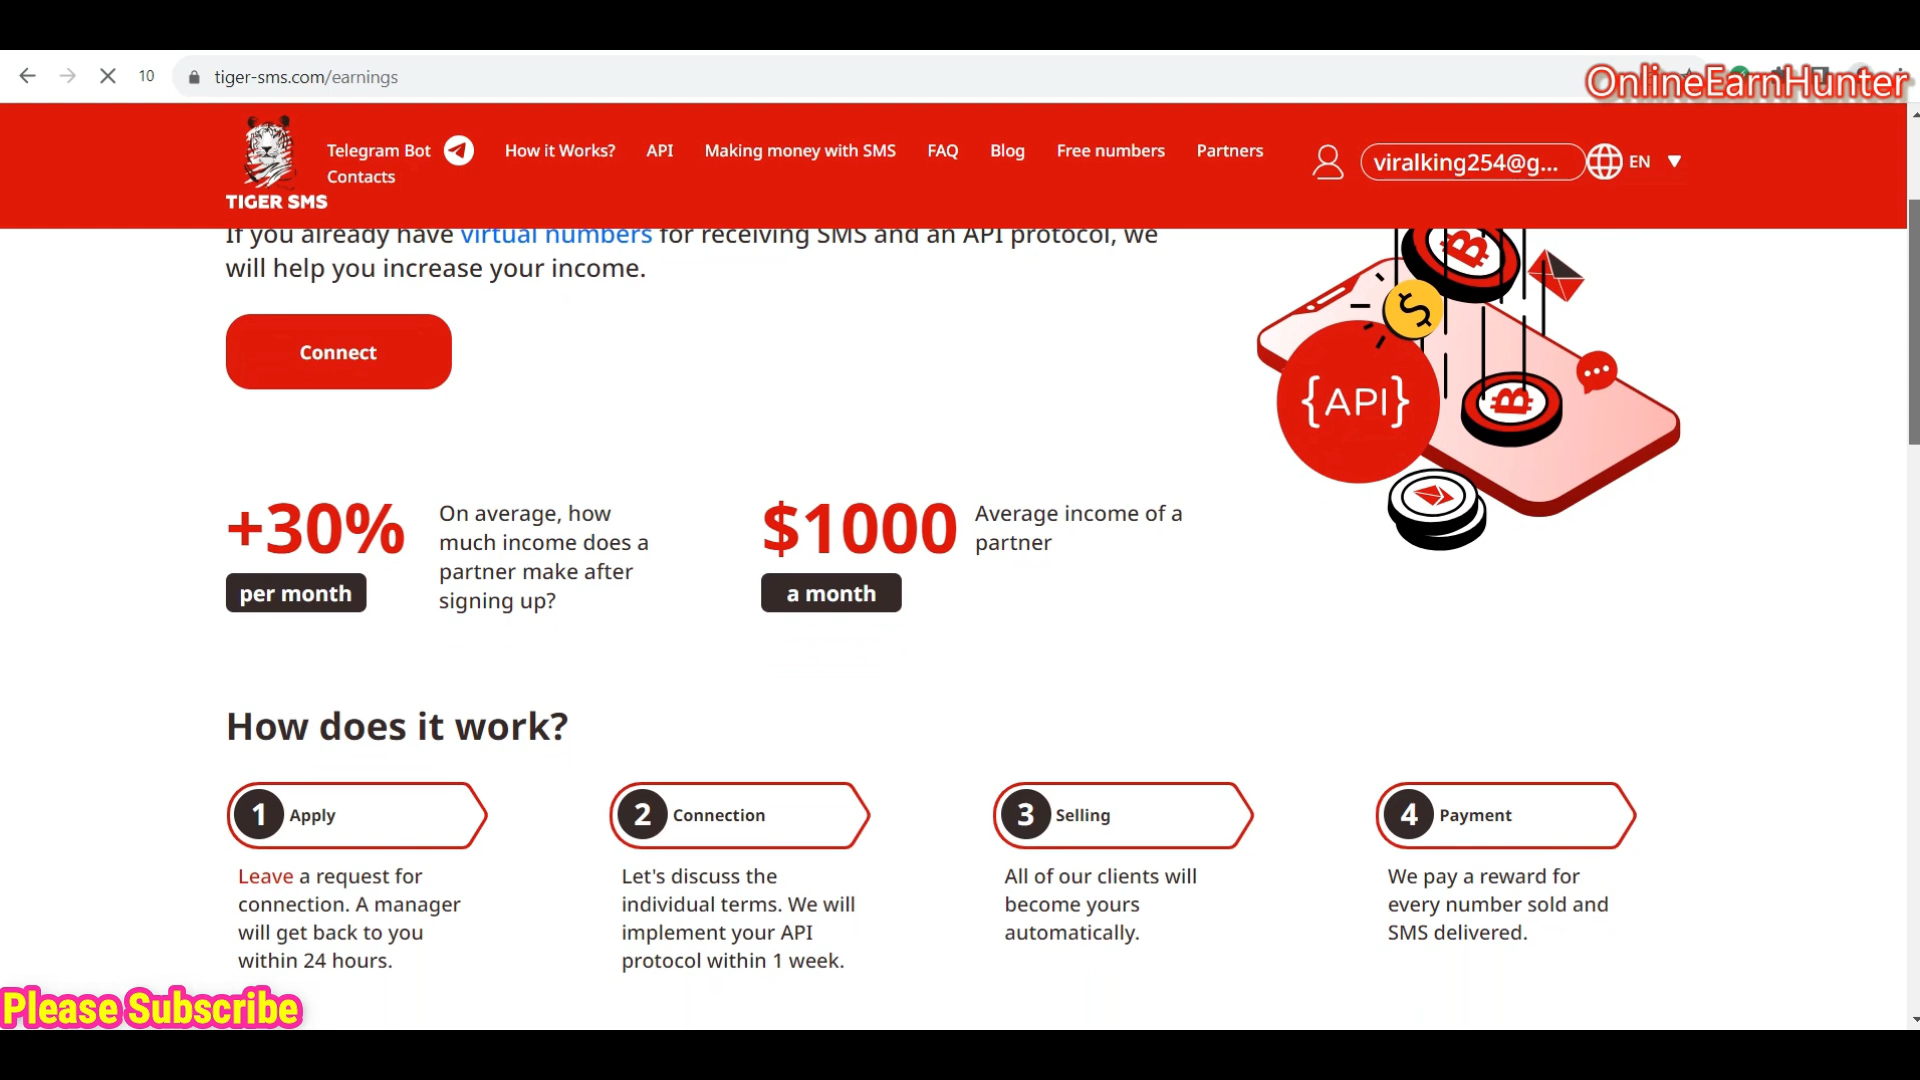 10
tiger-sms.com/earnings
OnlineEarnHunter
Telegram Bot
How it Works?
API
Making money with SMS
FAQ
Blog
Free numbers
Partners
Contacts
viralking254@g...
EN
TIGER SMS
If you already have virtual numbers for receiving SMS and an API protocol, we
will help you increase your income.
Connect
{API}
+30%
per month
On average, how
much income does a
partner make after
signing up?
$1000
a month
Average income of a
partner
How does it work?
1 Apply
Leave a request for
connection. A manager
will get back to you
within 24 hours.
2 Connection
Let's discuss the
individual terms. We will
implement your API
protocol within 1 week.
3 Selling
All of our clients will
become yours
automatically.
4 Payment
We pay a reward for
every number sold and
SMS delivered.
Please Subscribe